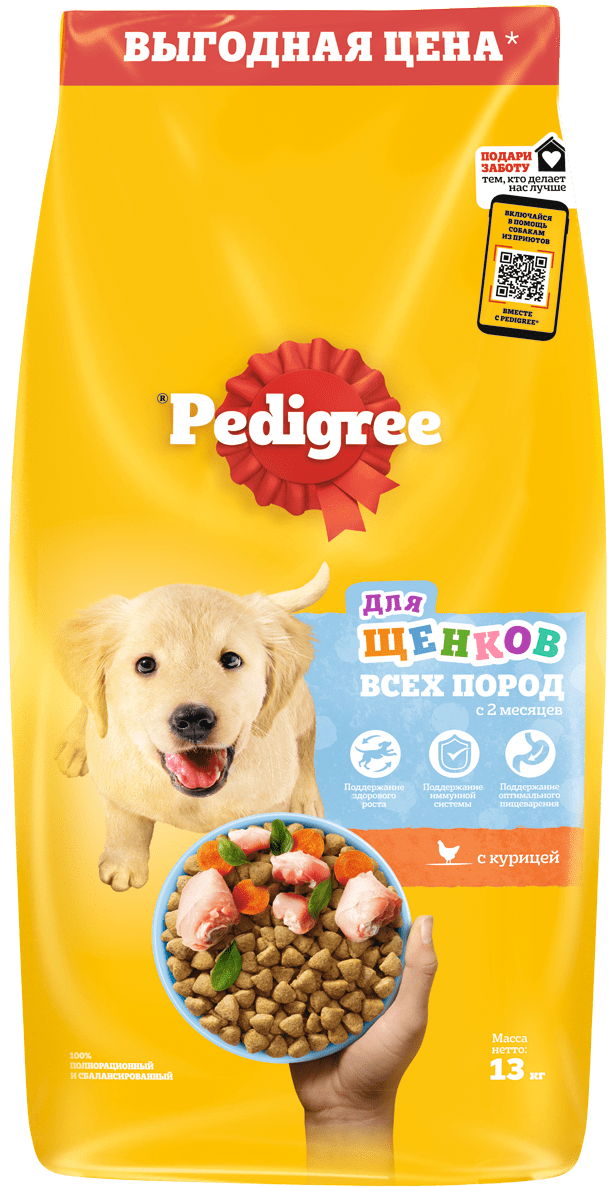 ВЫГОДНАЯ ЦЕНА*
ПОДАРИ
ЗАБОТУ
тем, кто делает
нас лучше
ВКЛЮЧАЙСЯ
В ПОМОЩЬ
СОБАКАМ
ИЗ ПРИЮТОВ
ВМЕСТЕ
С PEDIGREE*
®Pedigree
ДЛЯ
ЩЕНКОВ
ВСЕХ ПОРОД
с 2 месяцев
Поддержание
здорового
роста
Поддержание
иммунной
системы
Поддержание
оптимального
пищеварения
с курицей
100%
ПОЛНОРАЦИОННЫЙ
И СБАЛАНСИРОВАННЫЙ
Масса
нетто:
13 кг